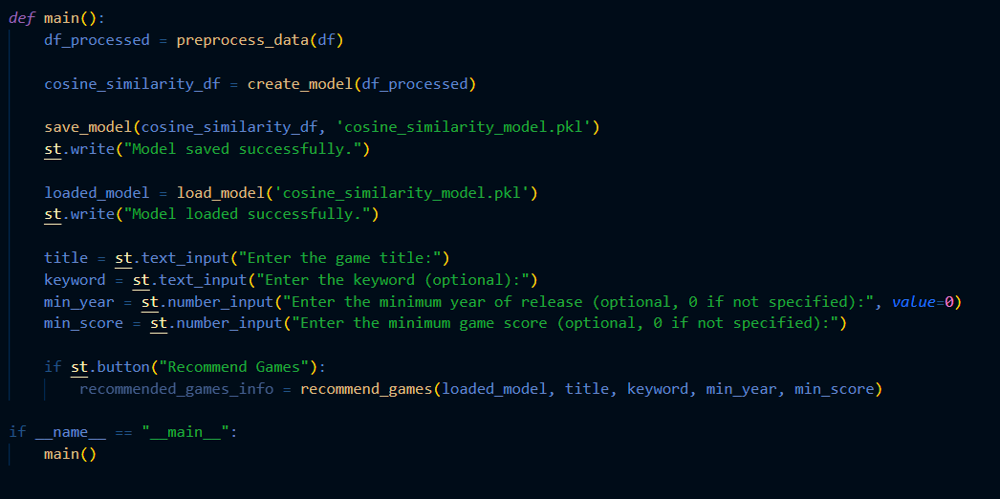 def main():
    df_processed = preprocess_data(df)
    cosine_similarity_df = create_model(df_processed)
    save_model(cosine_similarity_df, 'cosine_similarity_model.pkl')
    st.write("Model saved successfully.")
    loaded_model = load_model('cosine_similarity_model.pkl')
    st.write("Model loaded successfully.")
    title = st.text_input("Enter the game title:")
    keyword = st.text_input("Enter the keyword (optional):")
    min_year = st.number_input("Enter the minimum year of release (optional, 0 if not specified):", value=0)
    min_score = st.number_input("Enter the minimum game score (optional, 0 if not specified):")
    if st.button("Recommend Games"):
        recommended_games_info = recommend_games(loaded_model, title, keyword, min_year, min_score)
if __name__ == "__main__":
    main()